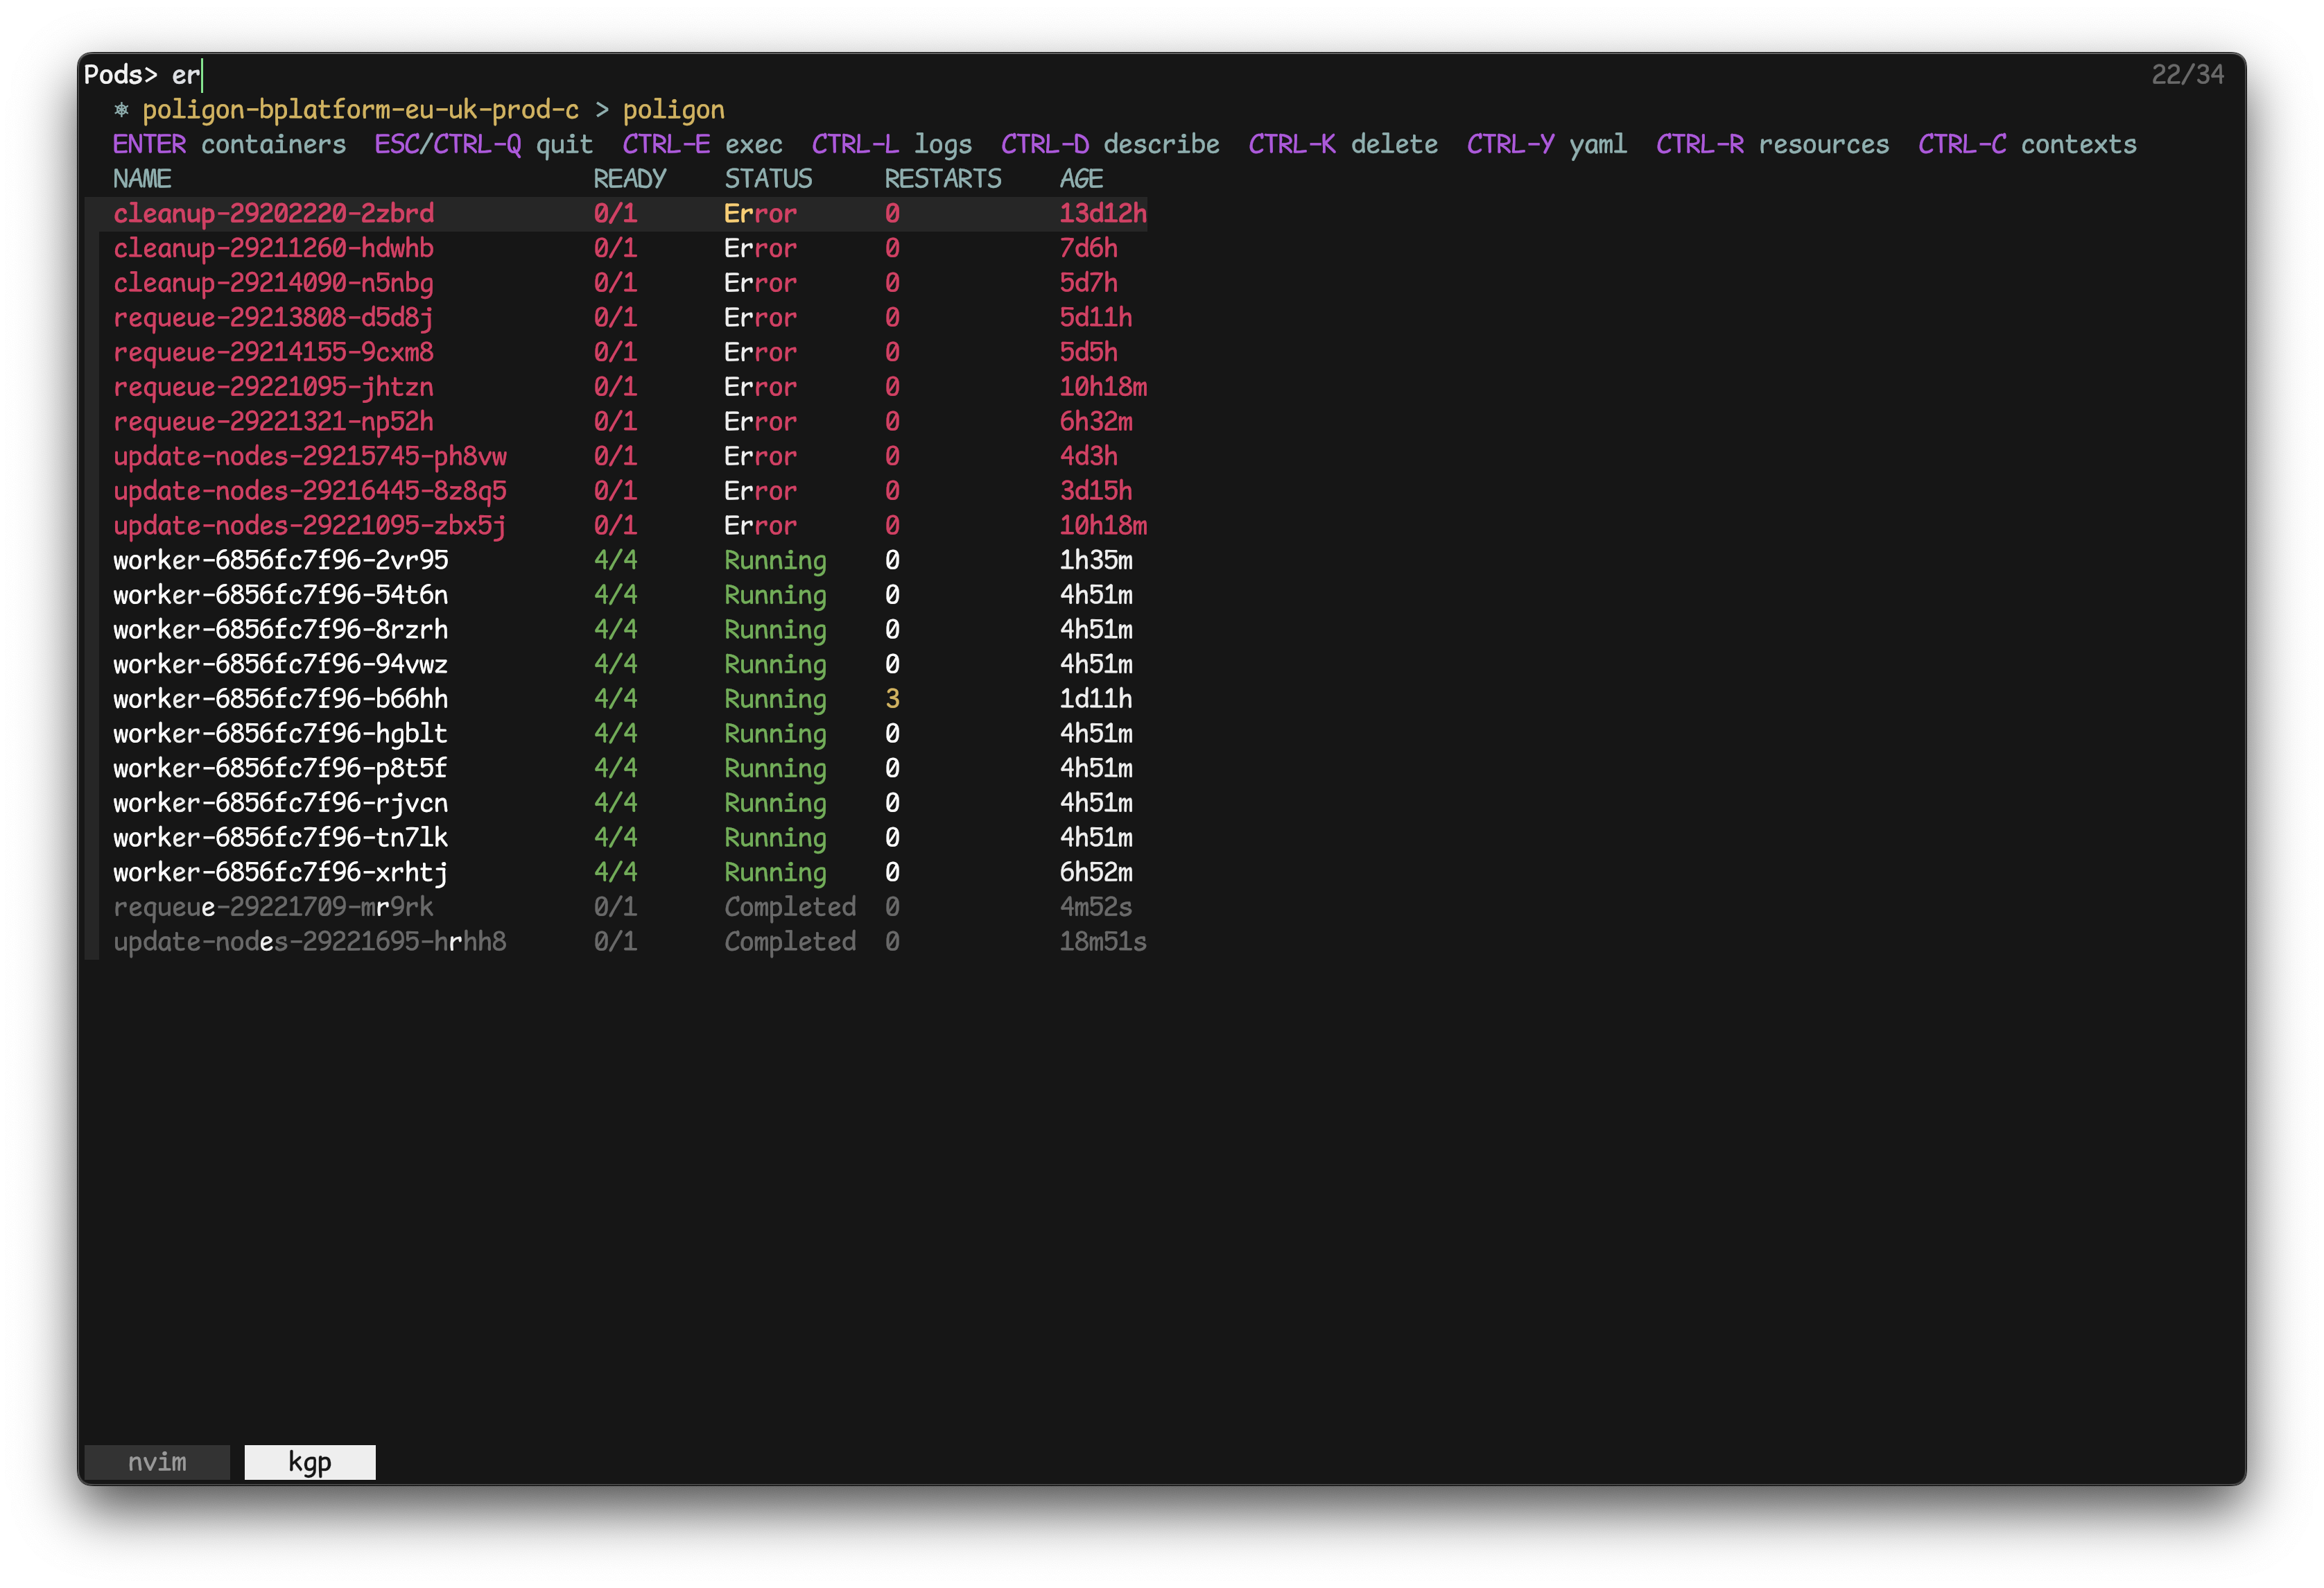 Pods> er 22/34
⎈ poligon-bplatform-eu-uk-prod-c > poligon
ENTER containers ESC/CTRL-Q quit CTRL-E exec CTRL-L logs CTRL-D describe CTRL-K delete CTRL-Y yaml CTRL-R resources CTRL-C contexts
NAME READY STATUS RESTARTS AGE
cleanup-29202220-2zbrd 0/1 Error 0 13d12h
cleanup-29211260-hdwhb 0/1 Error 0 7d6h
cleanup-29214090-n5nbg 0/1 Error 0 5d7h
requeue-29213808-d5d8j 0/1 Error 0 5d11h
requeue-29214155-9cxm8 0/1 Error 0 5d5h
requeue-29221095-jhtzn 0/1 Error 0 10h18m
requeue-29221321-np52h 0/1 Error 0 6h32m
update-nodes-29215745-ph8vw 0/1 Error 0 4d3h
update-nodes-29216445-8z8q5 0/1 Error 0 3d15h
update-nodes-29221095-zbx5j 0/1 Error 0 10h18m
worker-6856fc7f96-2vr95 4/4 Running 0 1h35m
worker-6856fc7f96-54t6n 4/4 Running 0 4h51m
worker-6856fc7f96-8rzrh 4/4 Running 0 4h51m
worker-6856fc7f96-94vwz 4/4 Running 0 4h51m
worker-6856fc7f96-b66hh 4/4 Running 3 1d11h
worker-6856fc7f96-hgblt 4/4 Running 0 4h51m
worker-6856fc7f96-p8t5f 4/4 Running 0 4h51m
worker-6856fc7f96-rjvcn 4/4 Running 0 4h51m
worker-6856fc7f96-tn7lk 4/4 Running 0 4h51m
worker-6856fc7f96-xrhtj 4/4 Running 0 6h52m
requeue-29221709-mr9rk 0/1 Completed 0 4m52s
update-nodes-29221695-hrhh8 0/1 Completed 0 18m51s
nvim kgp